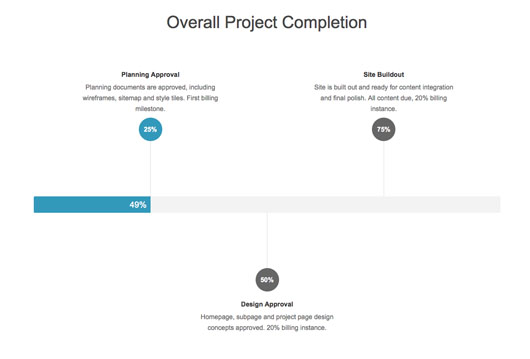 Overall Project Completion
Planning Approval
Planning documents are approved, including
wireframes, sitemap and style tiles. First billing
milestone.
25%
Site Buildout
Site is built out and ready for content integration
and final polish. All content due, 20% billing
instance.
75%
49%
50%
Design Approval
Homepage, subpage and project page design
concepts approved. 20% billing instance.